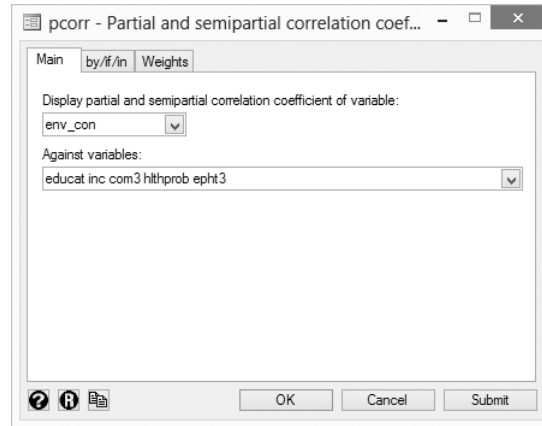 pcorr - Partial and semipartial correlation coef...
Main by/if/in Weights
Display partial and semipartial correlation coefficient of variable:
env_con
Against variables:
educat inc com3 hlthprob epht3
? R OK Cancel Submit